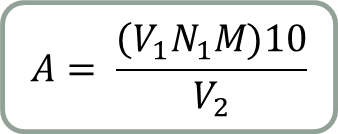 A = (V₁N₁M)10 / V₂